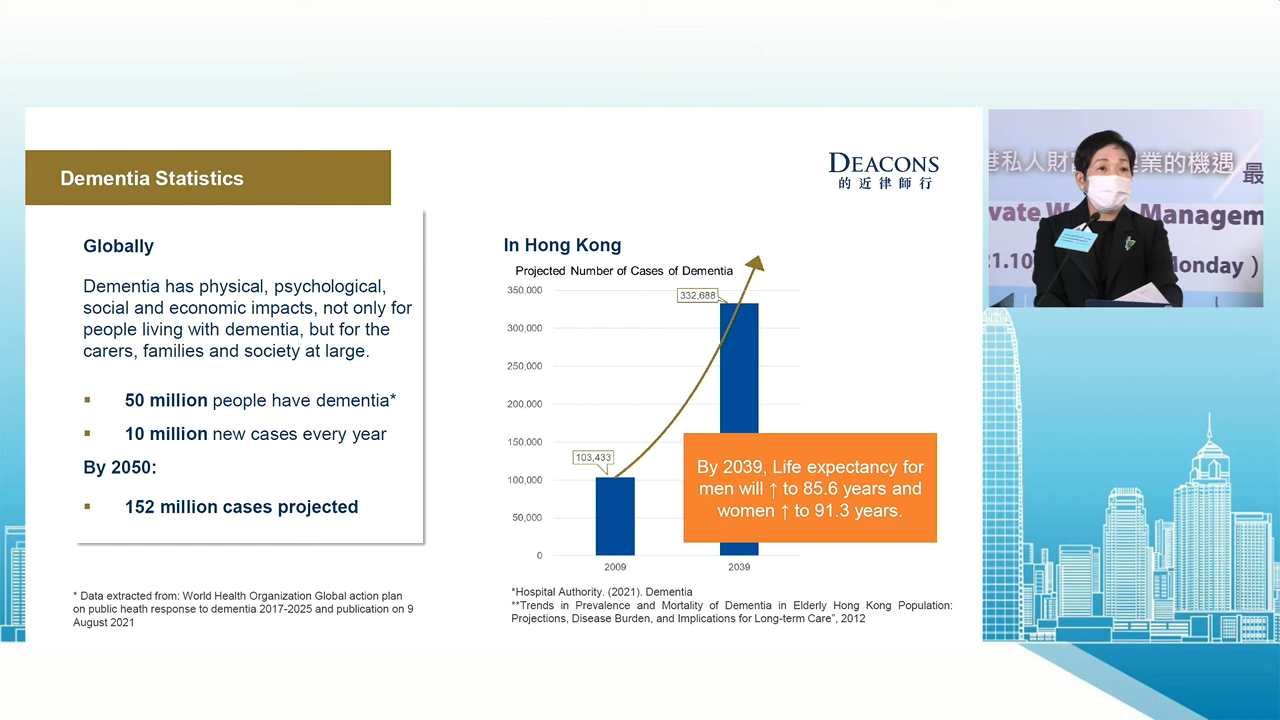 Dementia Statistics
DEACONS
的近律師行
Globally
Dementia has physical, psychological,
social and economic impacts, not only for
people living with dementia, but for the
carers, families and society at large.
▪ 50 million people have dementia*
▪ 10 million new cases every year
By 2050:
▪ 152 million cases projected
* Data extracted from: World Health Organization Global action plan
on public heath response to dementia 2017-2025 and publication on 9
August 2021
In Hong Kong
Projected Number of Cases of Dementia
350,000
300,000
250,000
200,000
150,000
100,000
50,000
0
332,688
103,433
2009
2039
By 2039, Life expectancy for
men will ↑ to 85.6 years and
women ↑ to 91.3 years.
*Hospital Authority. (2021). Dementia
**Trends in Prevalence and Mortality of Dementia in Elderly Hong Kong Population:
Projections, Disease Burden, and Implications for Long-term Care”, 2012
港私人財 業的機遇
最
Managem
21.10
onday )